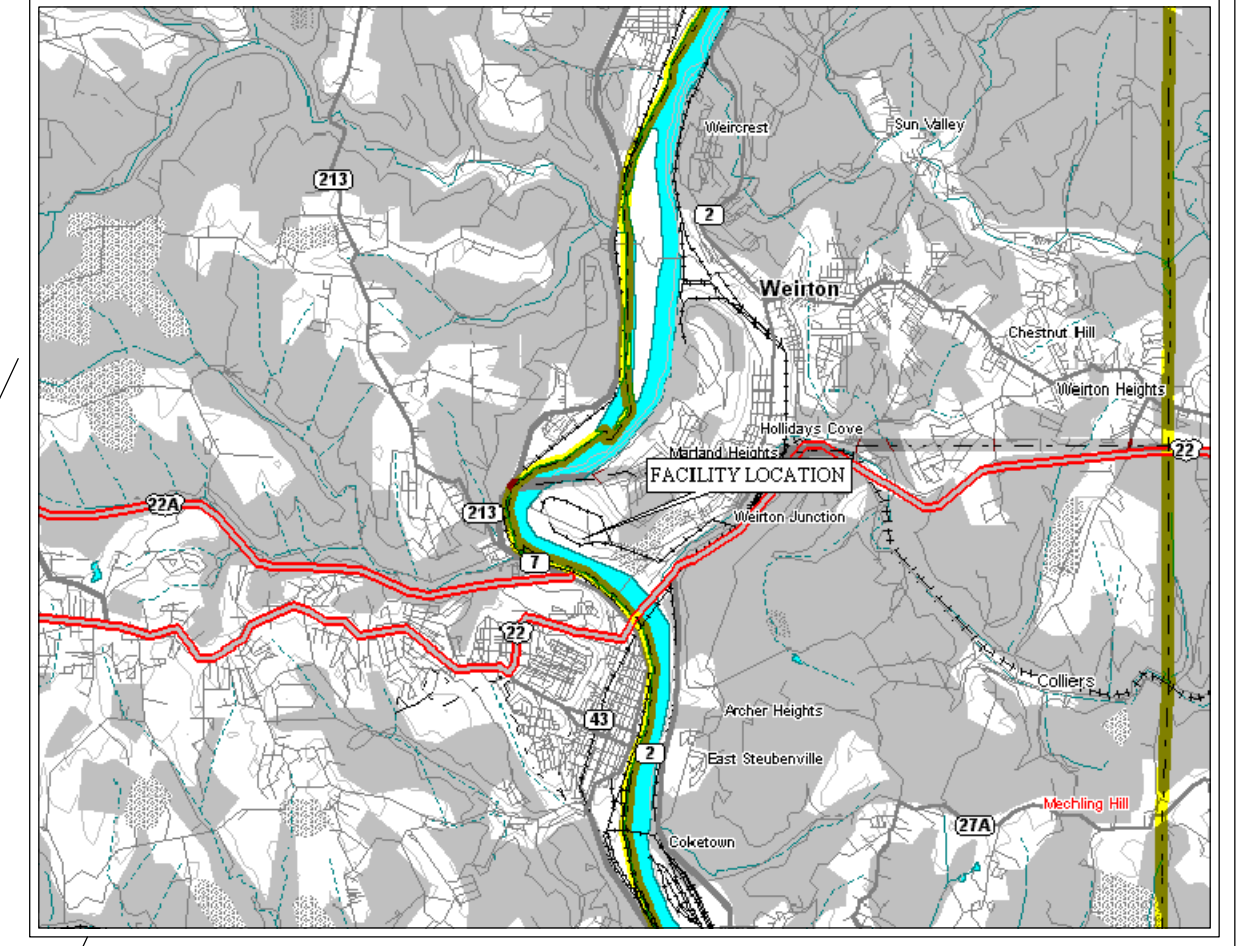 Weircrest
Sun Valley
213
2
Weirton
Chestnut Hill
Weirton Heights
Hollidays Cove
Marland Heights
22
FACILITY LOCATION
22A
213
Weirton Junction
7
22
Colliers
43
Archer Heights
2
East Steubenville
Mechling Hill
27A
Coketown